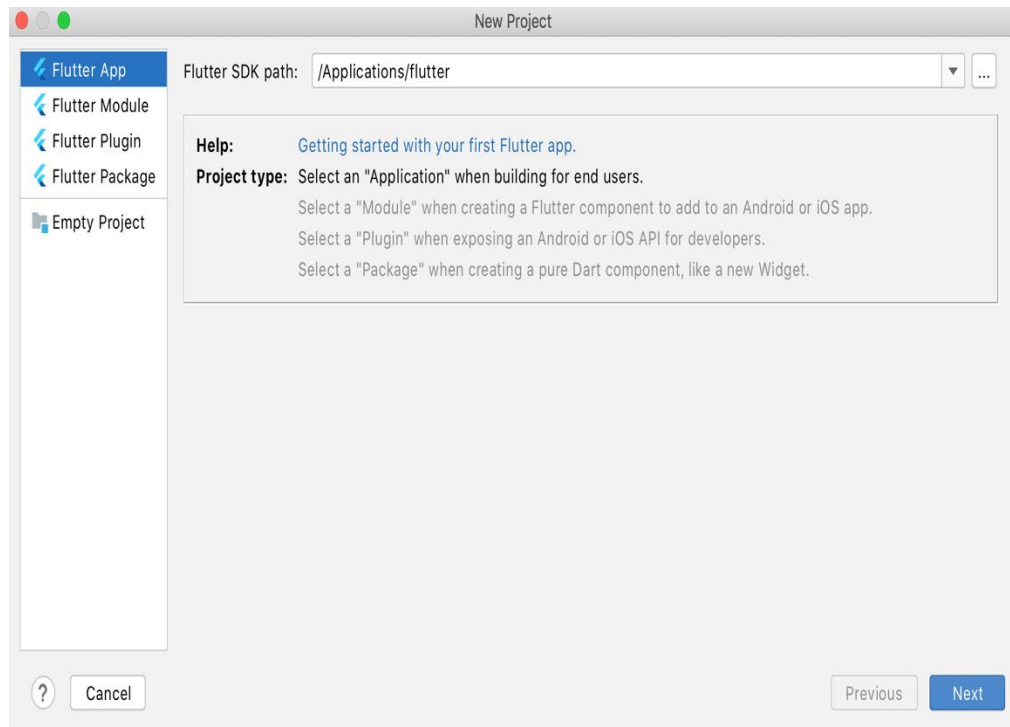 New Project
Flutter App
Flutter Module
Flutter Plugin
Flutter Package
Empty Project
Flutter SDK path: /Applications/flutter ...
Help: Getting started with your first Flutter app.
Project type: Select an "Application" when building for end users.
Select a "Module" when creating a Flutter component to add to an Android or iOS app.
Select a "Plugin" when exposing an Android or iOS API for developers.
Select a "Package" when creating a pure Dart component, like a new Widget.
? Cancel Previous Next